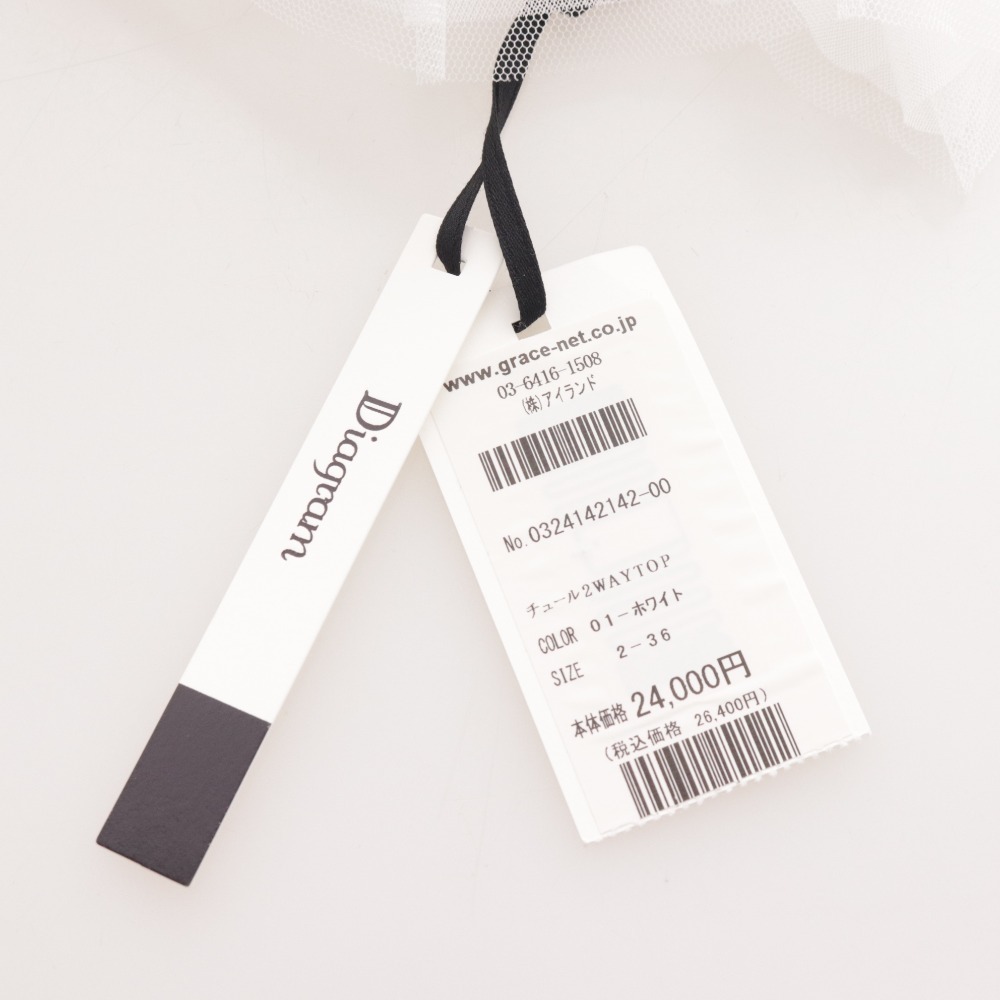 Diagram
www.grace-net.co.jp
03-6416-1508
(株)アイランド
No.0324142142-00
チュール2WAYTOP
COLOR 01-ホワイト
SIZE 2-36
本体価格 24,000円
(税込価格 26,400円)